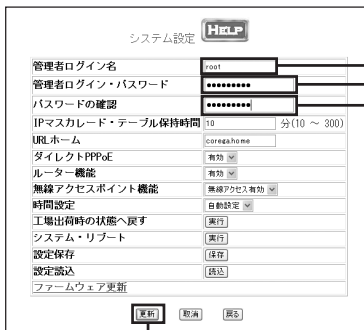 システム設定 HELP
管理者ログイン名 root
管理者ログイン・パスワード ●●●●●●●●●
パスワードの確認 ●●●●●●●●●
IPマスカレード・テーブル保持時間 10 分(10 ～ 300)
URLホーム corega.home
ダイレクトPPPoE 有効
ルーター機能 有効
無線アクセスポイント機能 無線アクセス有効
時間設定 自動設定
工場出荷時の状態へ戻す 実行
システム・リブート 実行
設定保存 保存
設定読込 読込
ファームウェア更新
更新 取消 戻る